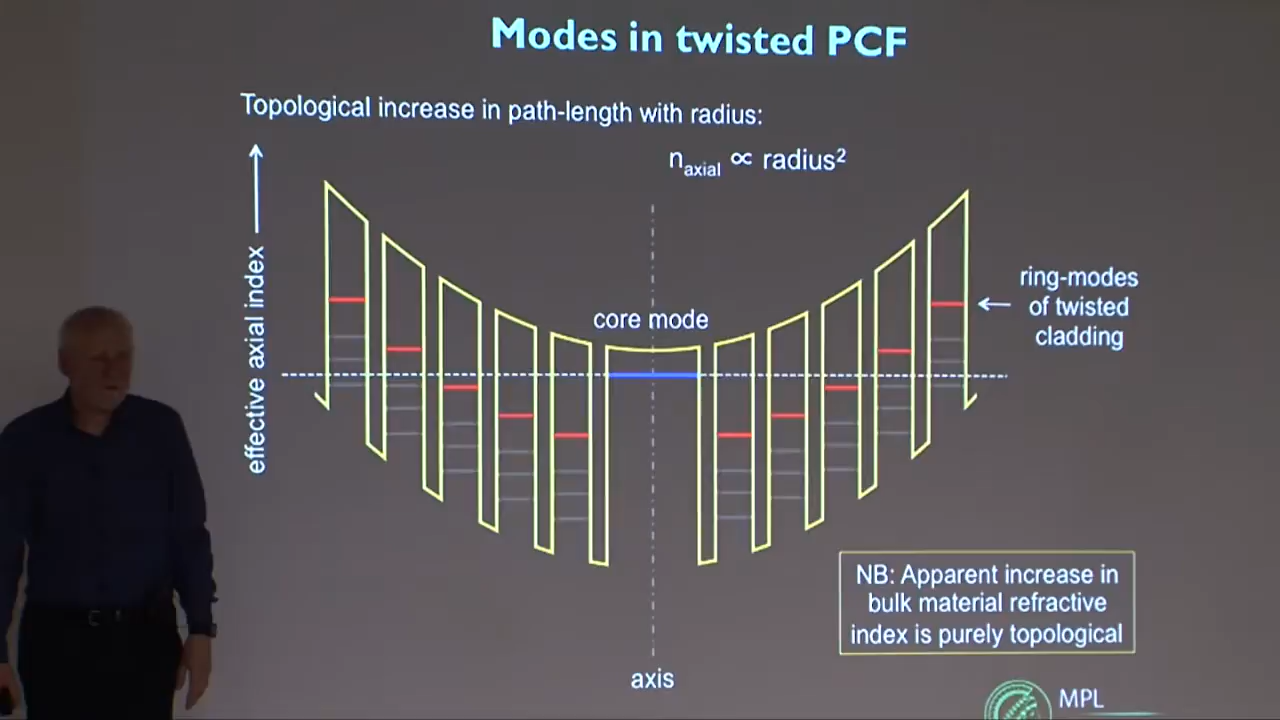 Modes in twisted PCF
Topological increase in path-length with radius:
n_axial ∝ radius²
effective axial index
core mode
ring-modes
of twisted
cladding
NB: Apparent increase in
bulk material refractive
index is purely topological
axis
MPL